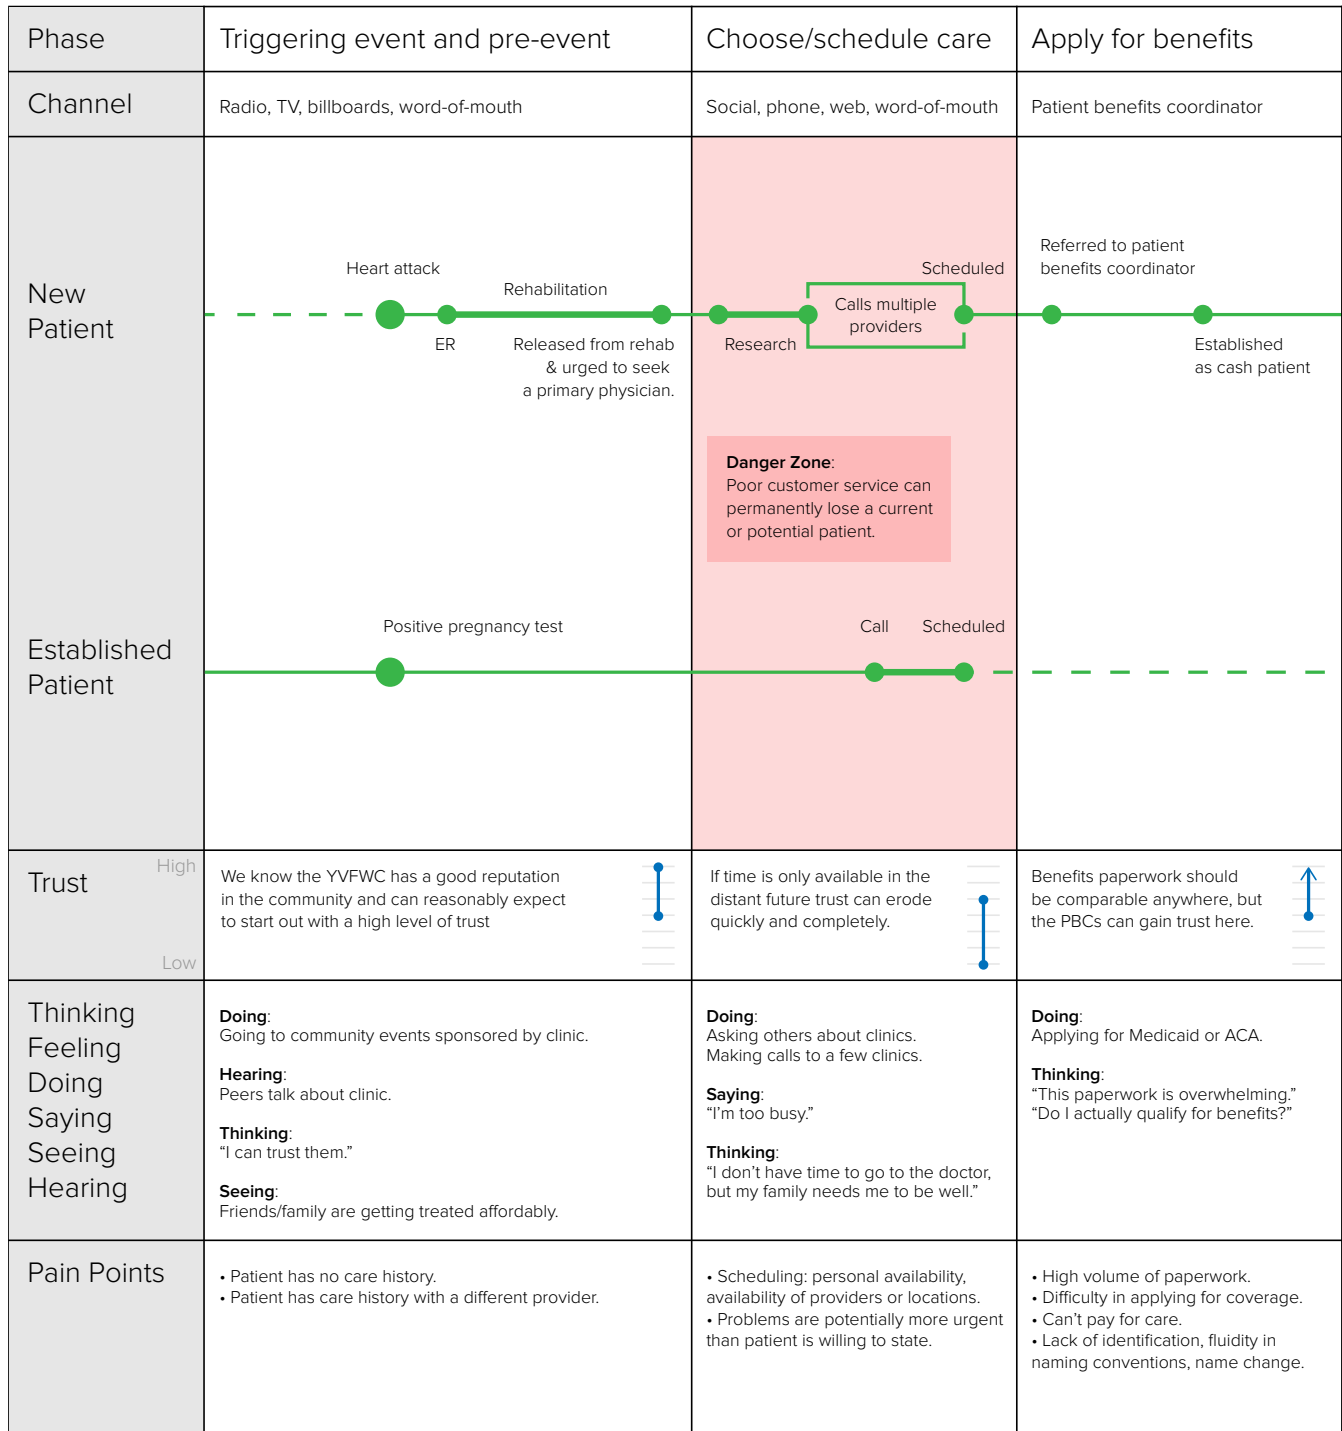 Phase
Triggering event and pre-event
Choose/schedule care
Apply for benefits
Channel
Radio, TV, billboards, word-of-mouth
Social, phone, web, word-of-mouth
Patient benefits coordinator
New
Patient
Heart attack
ER
Rehabilitation
Released from rehab
& urged to seek
a primary physician.
Research
Calls multiple
providers
Scheduled
Referred to patient
benefits coordinator
Established
as cash patient
Danger Zone:
Poor customer service can
permanently lose a current
or potential patient.
Established
Patient
Positive pregnancy test
Call
Scheduled
Trust
High
Low
We know the YVFWC has a good reputation
in the community and can reasonably expect
to start out with a high level of trust
If time is only available in the
distant future trust can erode
quickly and completely.
Benefits paperwork should
be comparable anywhere, but
the PBCs can gain trust here.
Thinking
Feeling
Doing
Saying
Seeing
Hearing
Doing:
Going to community events sponsored by clinic.
Hearing:
Peers talk about clinic.
Thinking:
“I can trust them.”
Seeing:
Friends/family are getting treated affordably.
Doing:
Asking others about clinics.
Making calls to a few clinics.
Saying:
“I’m too busy.”
Thinking:
“I don’t have time to go to the doctor,
but my family needs me to be well.”
Doing:
Applying for Medicaid or ACA.
Thinking:
“This paperwork is overwhelming.”
“Do I actually qualify for benefits?”
Pain Points
• Patient has no care history.
• Patient has care history with a different provider.
• Scheduling: personal availability,
availability of providers or locations.
• Problems are potentially more urgent
than patient is willing to state.
• High volume of paperwork.
• Difficulty in applying for coverage.
• Can’t pay for care.
• Lack of identification, fluidity in
naming conventions, name change.